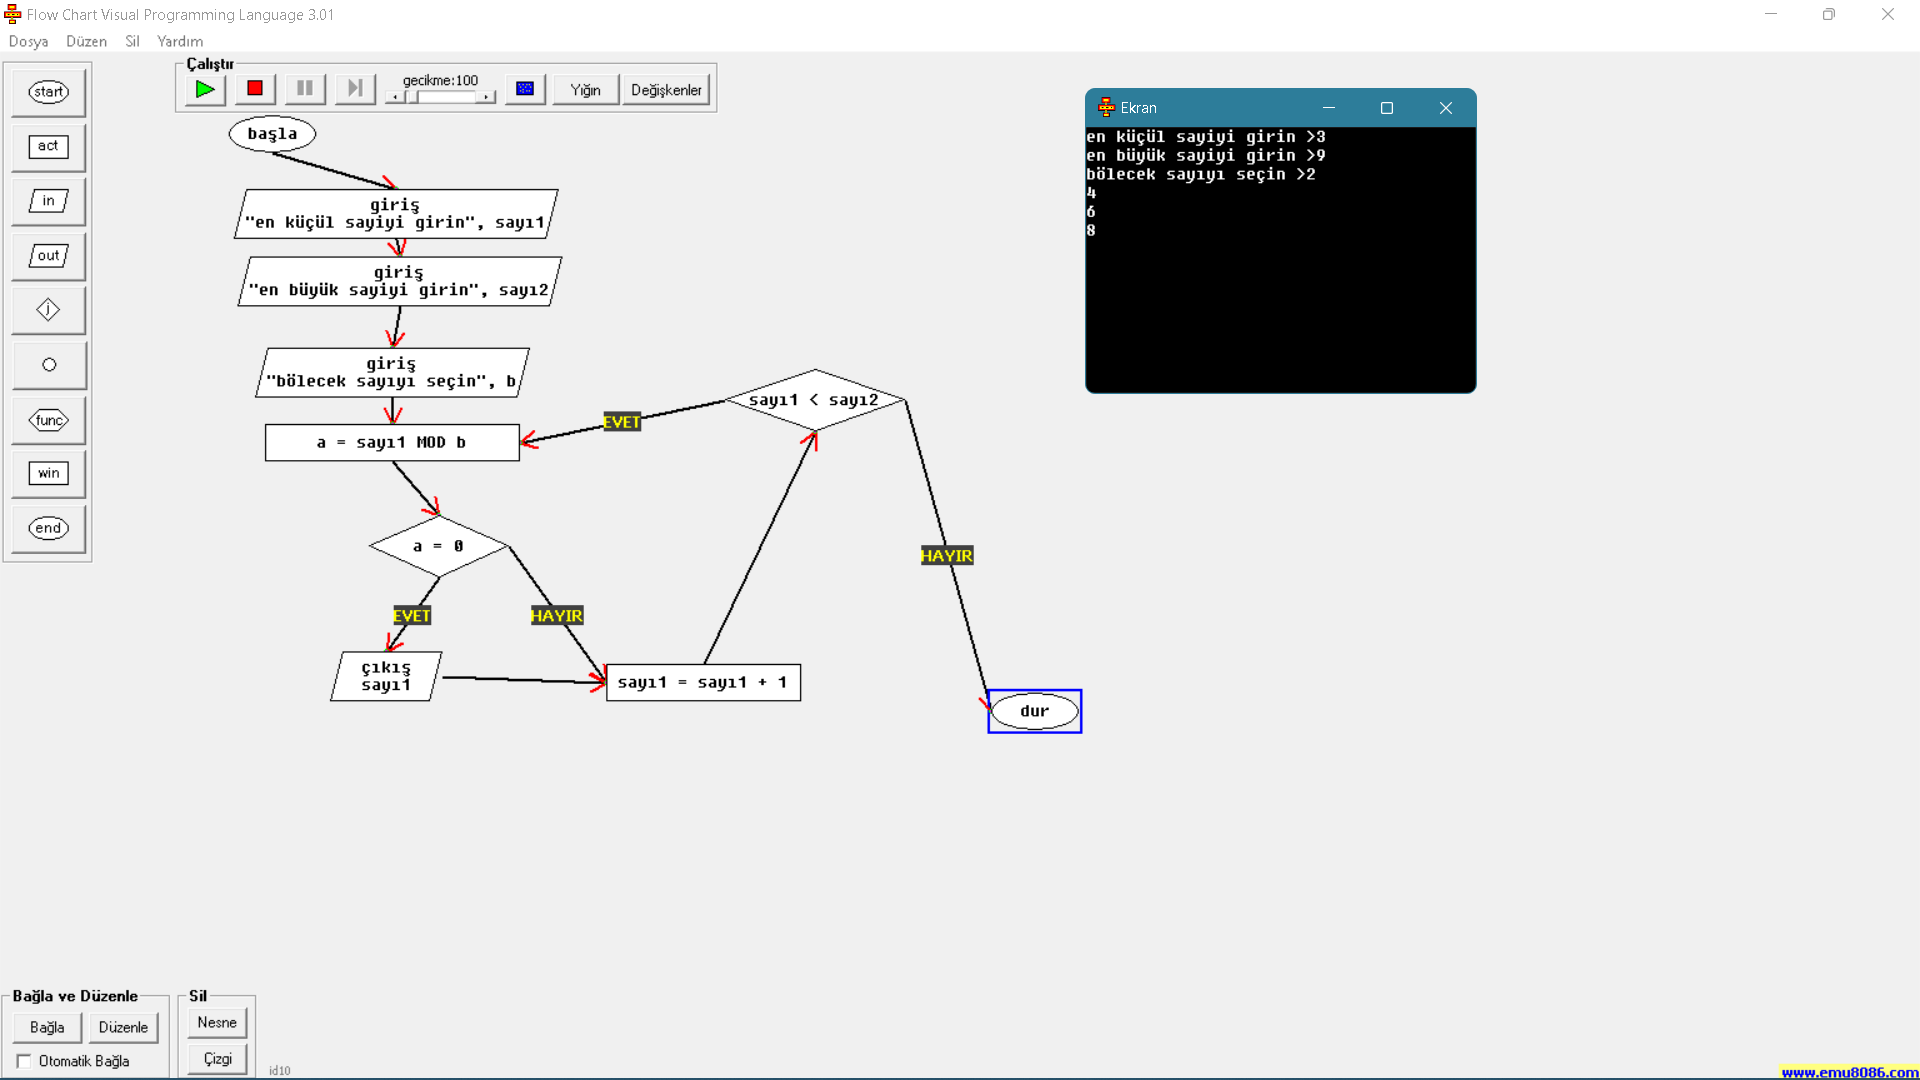 Flow Chart Visual Programming Language 3.01
Dosya Düzen Sil Yardım
start
act
in
out
j
func
win
end
Çalıştır
gecikme:100
Yığın
Değişkenler
başla
giriş
"en küçül sayiyi girin", sayı1
giriş
"en büyük sayiyi girin", sayı2
giriş
"bölecek sayıyı seçin", b
a = sayı1 MOD b
a = 0
EVET
HAYIR
çıkış
sayı1
sayı1 = sayı1 + 1
sayı1 < sayı2
EVET
HAYIR
dur
Ekran
en küçül sayiyi girin >3
en büyük sayiyi girin >9
bölecek sayıyı seçin >2
4
6
8
Bağla ve Düzenle
Bağla
Düzenle
Otomatik Bağla
Sil
Nesne
Çizgi
id10
www.emu8086.com